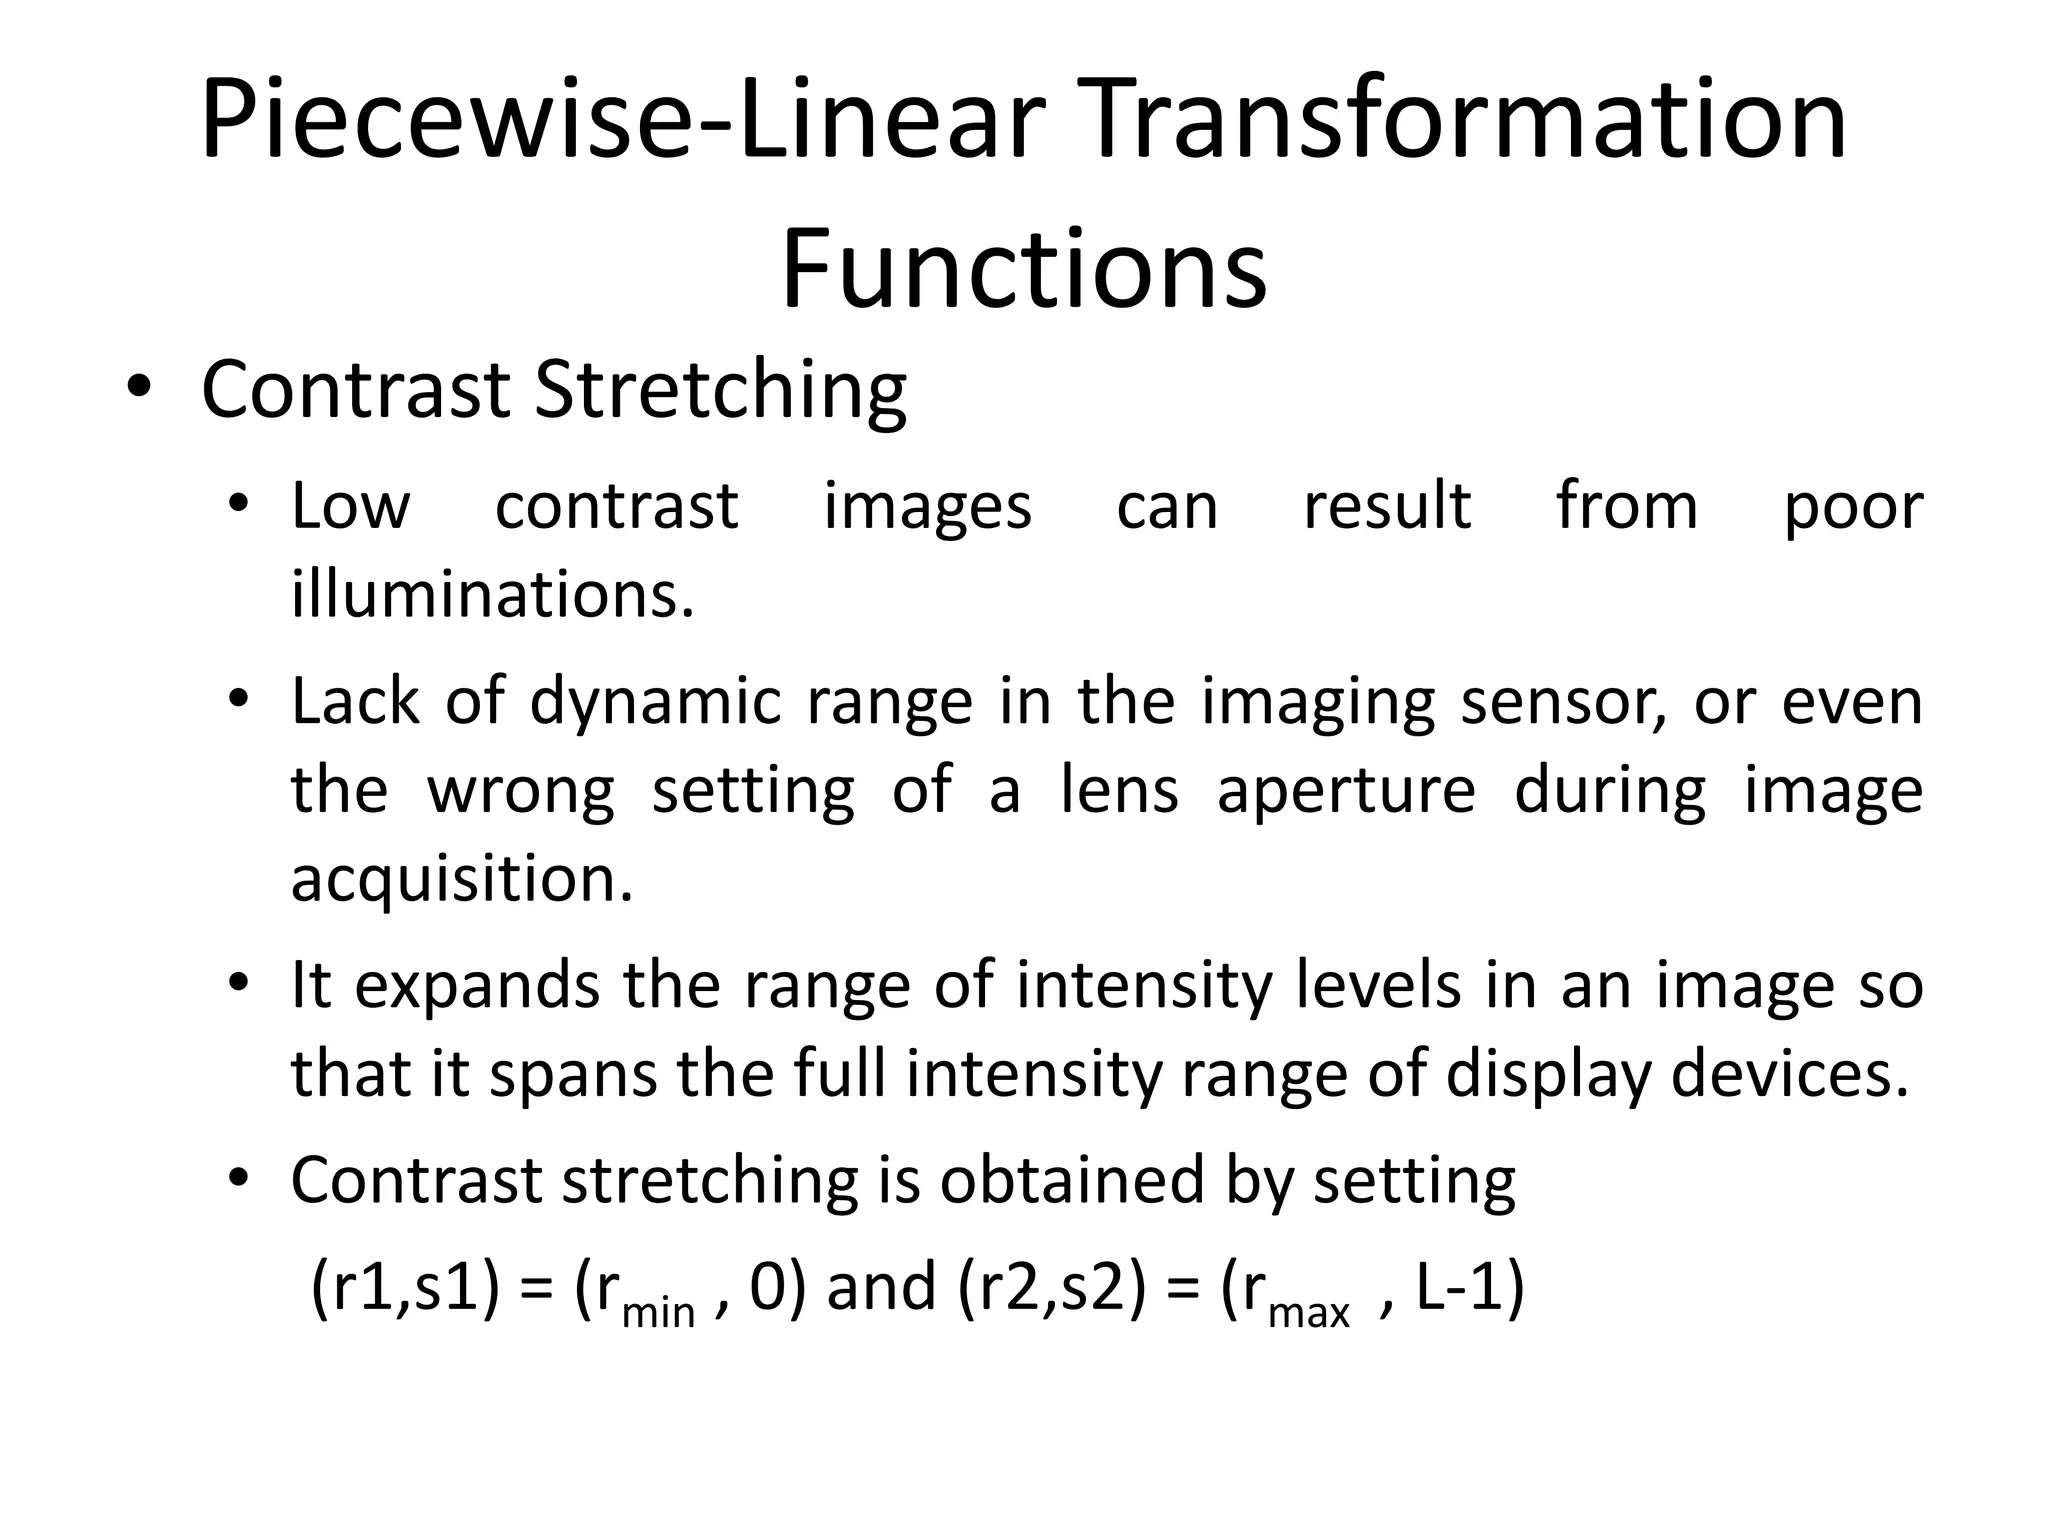 Piecewise-Linear Transformation
Functions
• Contrast Stretching
• Low contrast images can result from poor
illuminations.
• Lack of dynamic range in the imaging sensor, or even
the wrong setting of a lens aperture during image
acquisition.
• It expands the range of intensity levels in an image so
that it spans the full intensity range of display devices.
• Contrast stretching is obtained by setting
(r1,s1) = (rmin , 0) and (r2,s2) = (rmax , L-1)